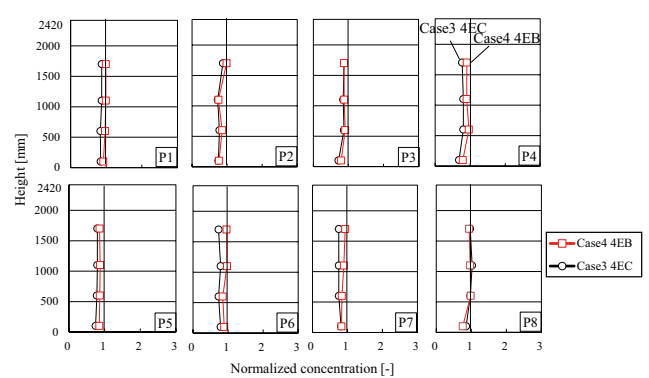 2420
2000
1500
1000
500
0
P1
P2
P3
Case3 4EC
Case4 4EB
P4
Height [mm]
2420
2000
1500
1000
500
0
P5
P6
P7
P8
Case4 4EB
Case3 4EC
0 1 2 3
0 1 2 3
0 1 2 3
0 1 2 3
Normalized concentration [-]